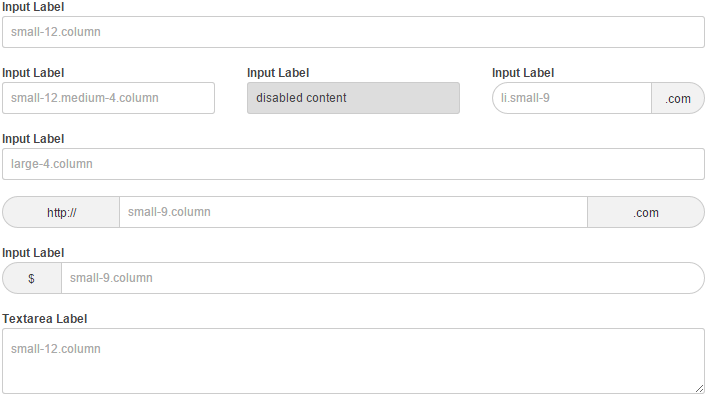 Input Label
small-12.column
Input Label Input Label Input Label
small-12.medium-4.column disabled content li.small-9 .com
Input Label
large-4.column
http:// small-9.column .com
Input Label
$ small-9.column
Textarea Label
small-12.column